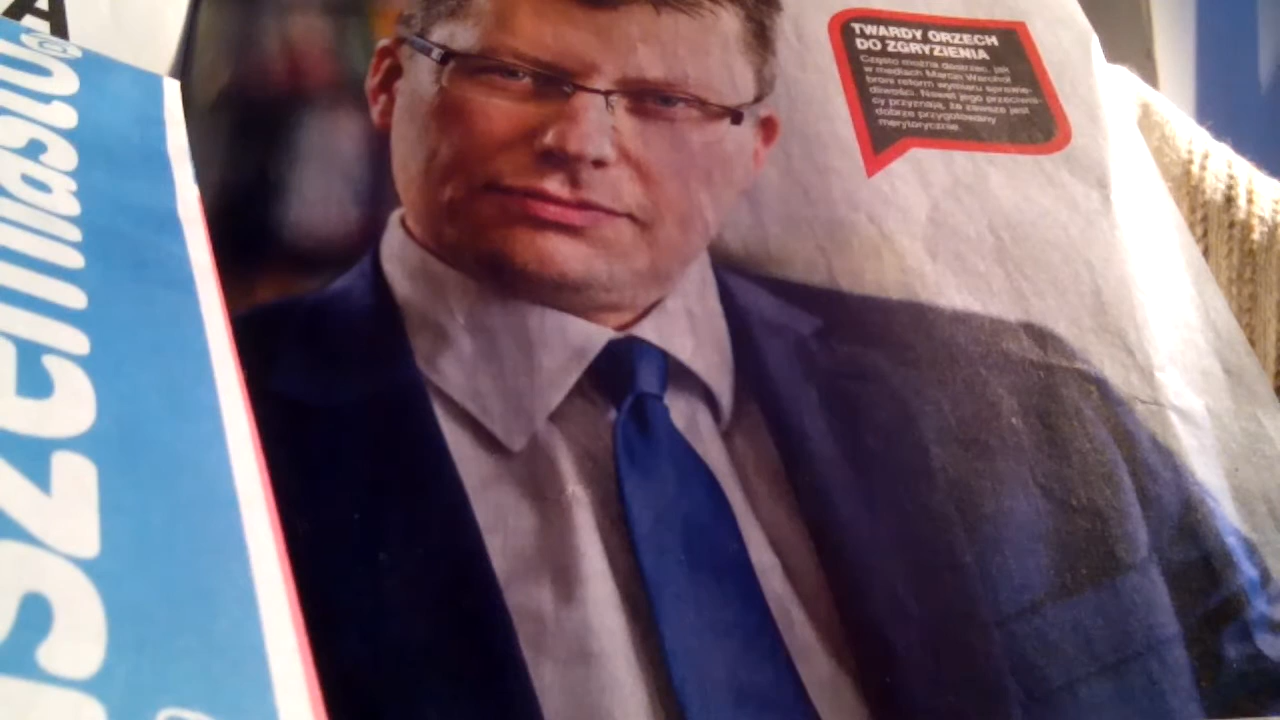 A
naszemiasto
TWARDY ORZECH
DO ZGRYZIENIA
Często można dostrzec, jak
w mediach Marcin Warchoł
broni reform wymiaru sprawie-
dliwości. Nawet jego przeciwni-
cy przyznają, że zawsze jest
dobrze przygotowany
merytorycznie.